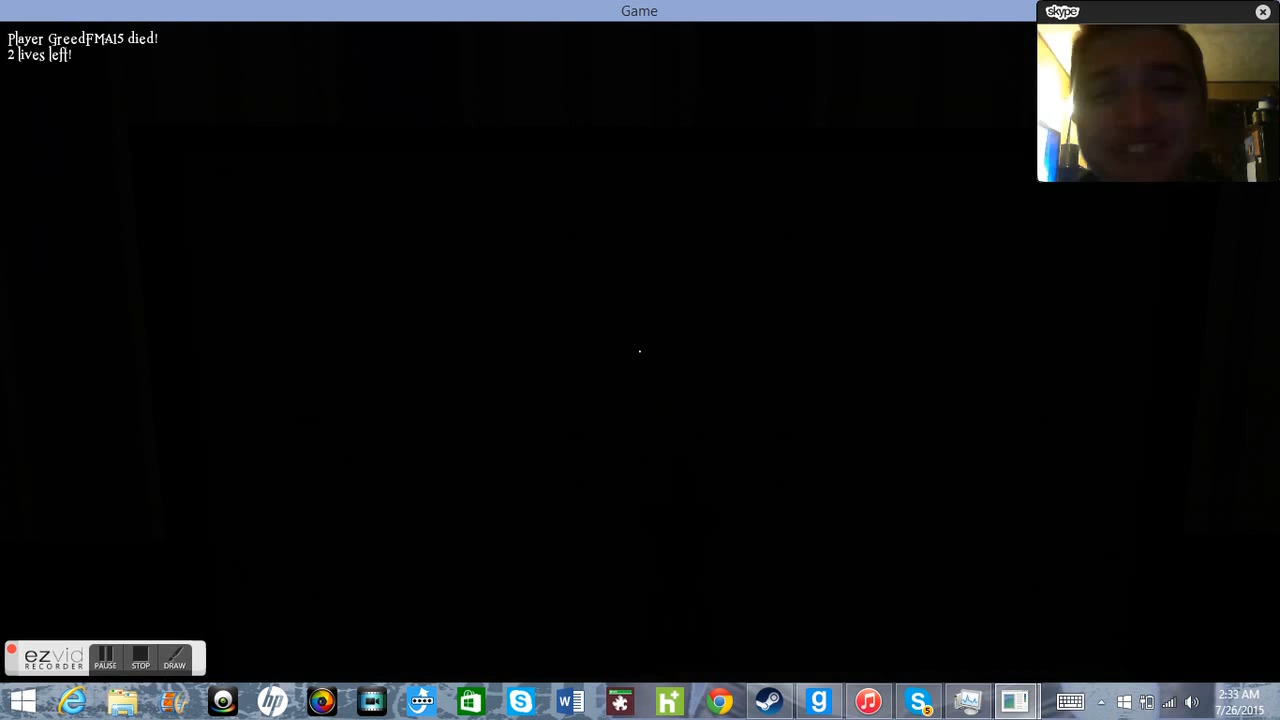 Game
skype
Player GreedFMA15 died!
2 lives left!
ezvid
RECORDER
PAUSE
STOP
DRAW
5
2:33 AM
7/26/2015